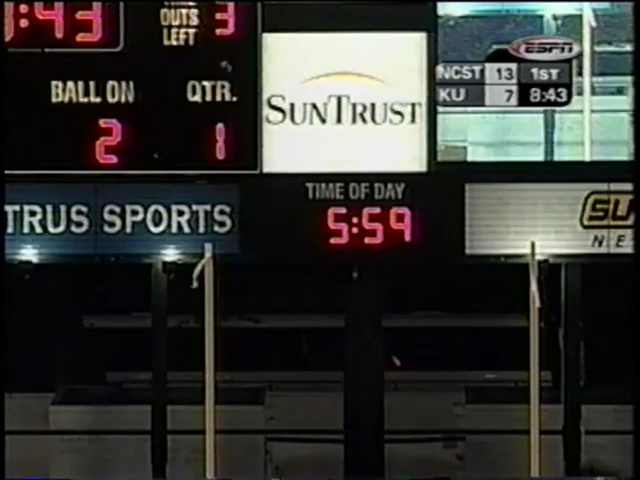 :43
OUTS
LEFT
3
BALL ON
QTR.
2
1
SUNTRUST
ESPN
NCST 13 1ST
KU 7 8:43
TRUS SPORTS
TIME OF DAY
5:59
SU
NE